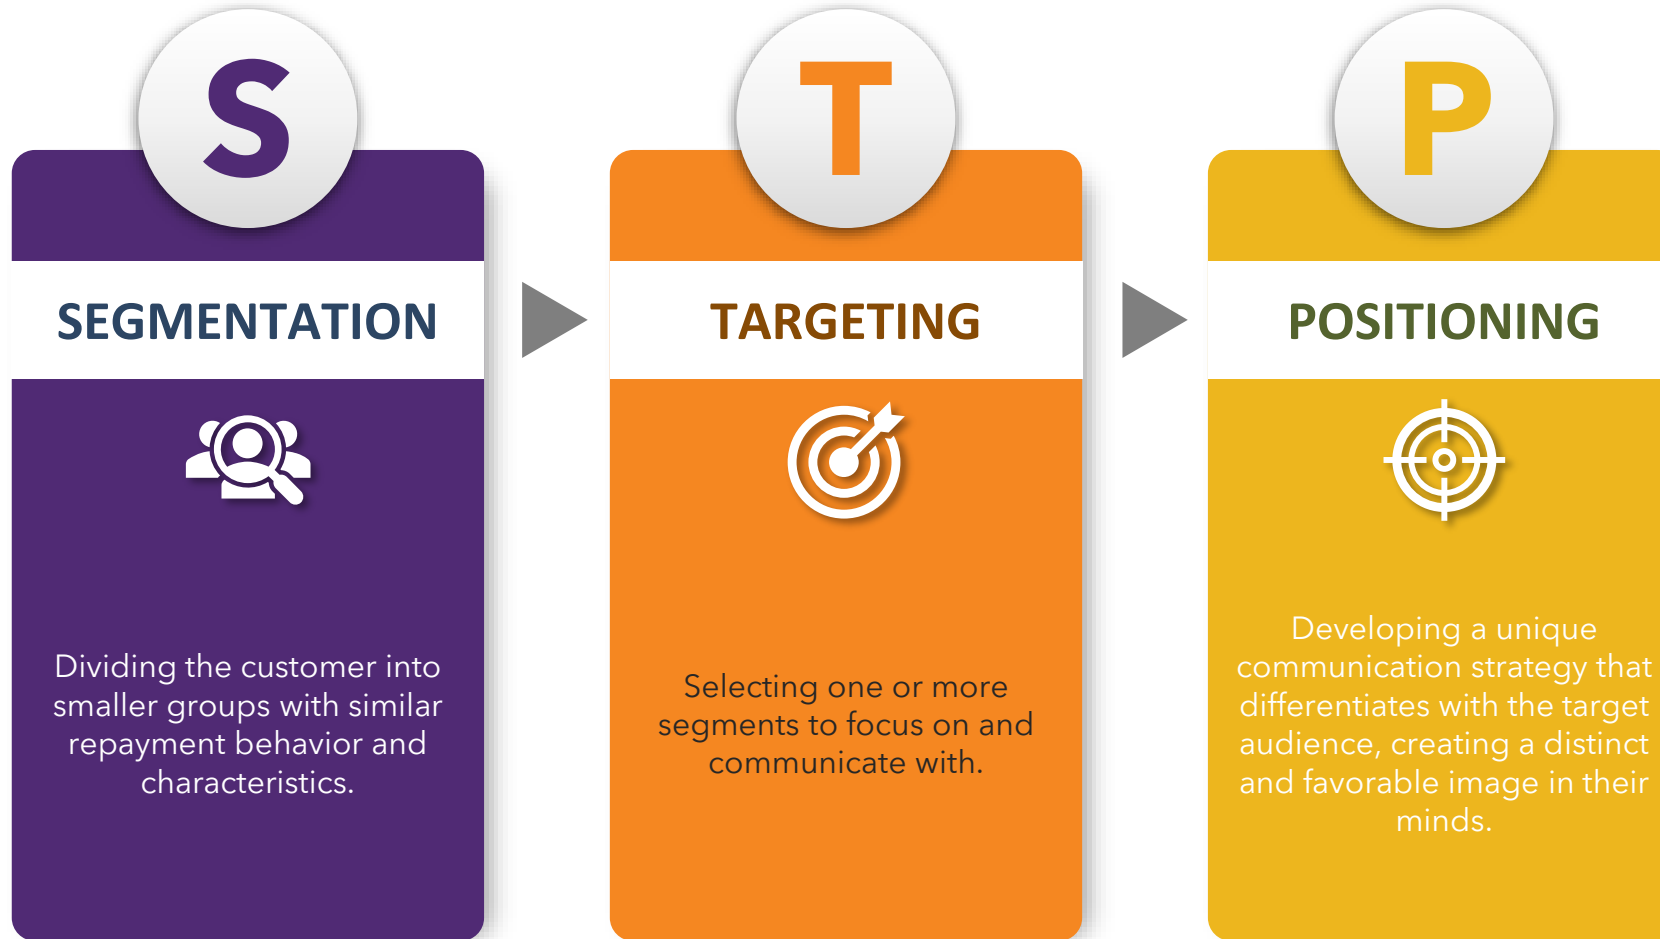 S
SEGMENTATION
Dividing the customer into
smaller groups with similar
repayment behavior and
characteristics.
T
TARGETING
Selecting one or more
segments to focus on and
communicate with.
P
POSITIONING
Developing a unique
communication strategy that
differentiates with the target
audience, creating a distinct
and favorable image in their
minds.